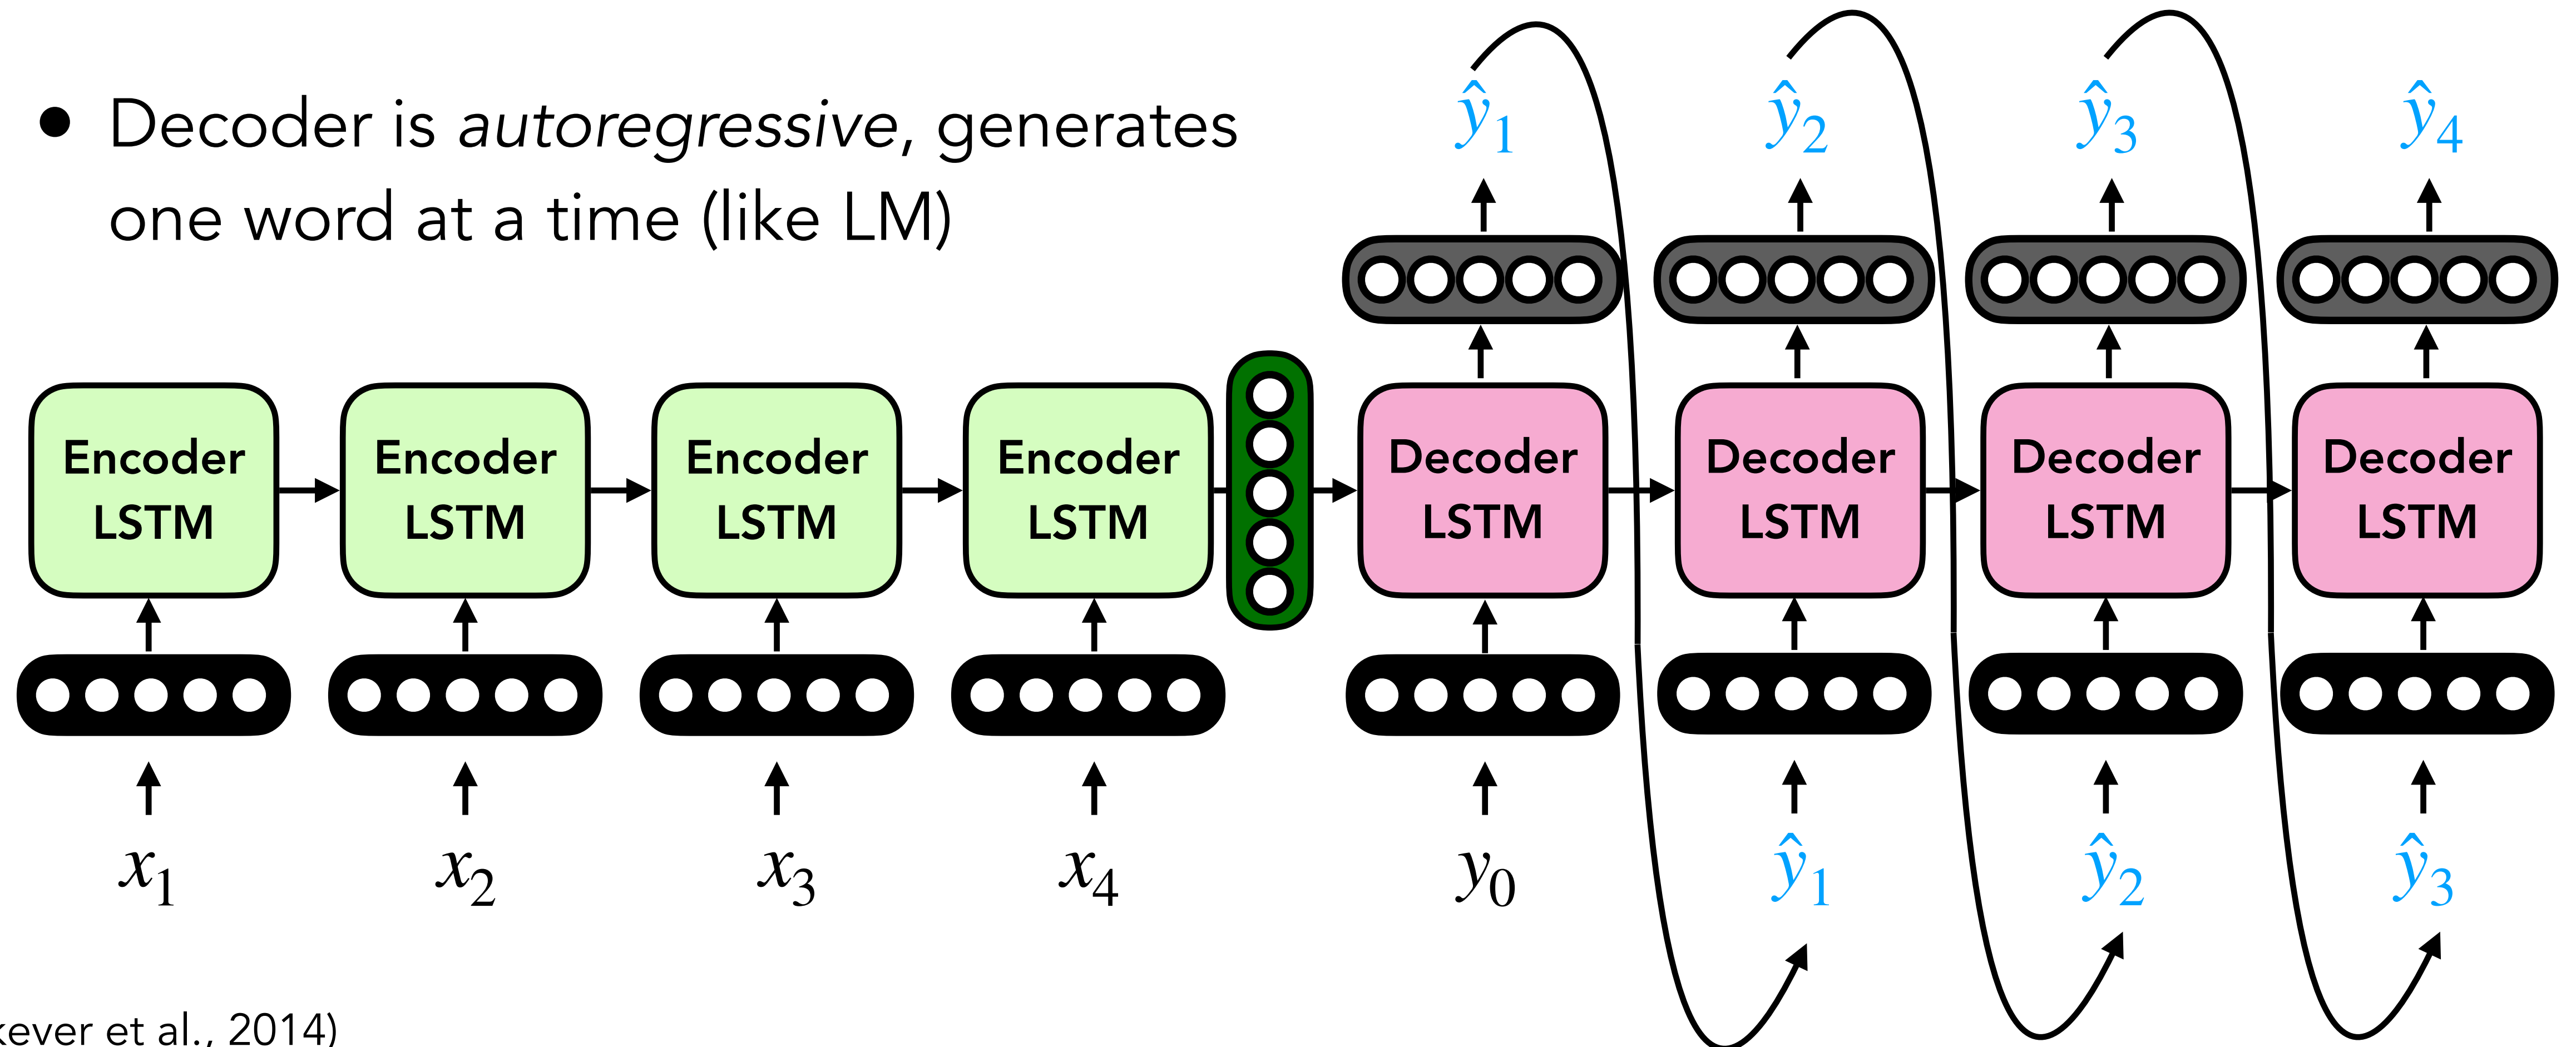 • Decoder is autoregressive, generates
one word at a time (like LM)
ŷ₁ ŷ₂ ŷ₃ ŷ₄
Encoder LSTM Encoder LSTM Encoder LSTM Encoder LSTM Decoder LSTM Decoder LSTM Decoder LSTM Decoder LSTM
x₁ x₂ x₃ x₄ y₀ ŷ₁ ŷ₂ ŷ₃
et al., 2014)